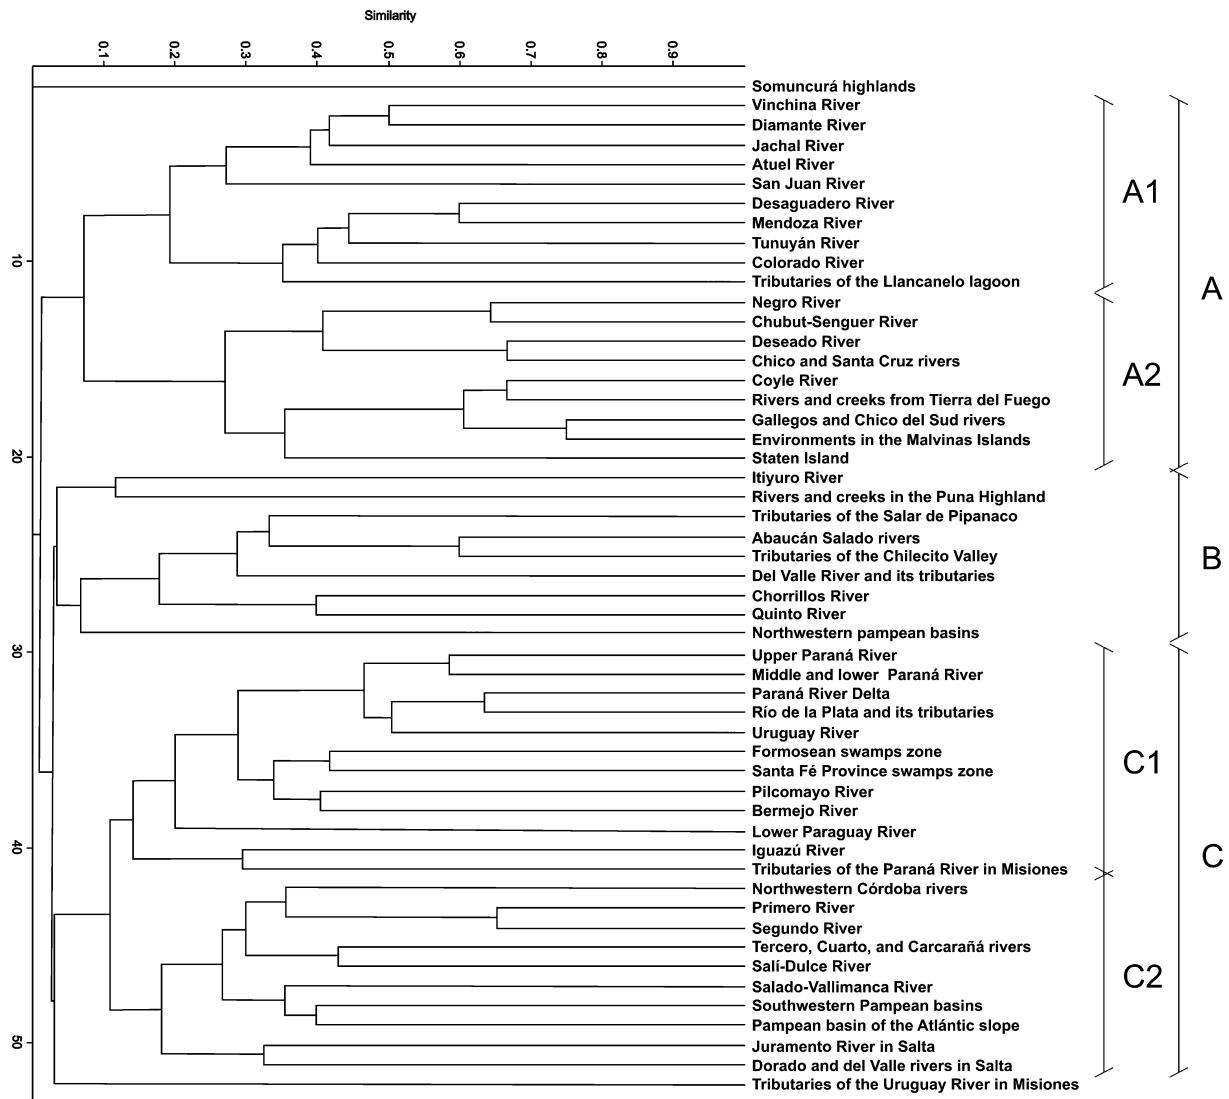 Similarity
0.1 0.2 0.3 0.4 0.5 0.6 0.7 0.8 0.9
Somuncurá highlands
Vinchina River
Diamante River
Jachal River
Atuel River
San Juan River
A1
Desaguadero River
Mendoza River
Tunuyán River
Colorado River
10
Tributaries of the Llancanelo lagoon
A
Negro River
Chubut-Senguer River
Deseado River
Chico and Santa Cruz rivers
A2
Coyle River
Rivers and creeks from Tierra del Fuego
Gallegos and Chico del Sud rivers
Environments in the Malvinas Islands
20
Staten Island
Itiyuro River
Rivers and creeks in the Puna Highland
Tributaries of the Salar de Pipanaco
Abaucán Salado rivers
Tributaries of the Chilecito Valley
B
Del Valle River and its tributaries
Chorrillos River
Quinto River
Northwestern pampean basins
30
Upper Paraná River
Middle and lower Paraná River
Paraná River Delta
Río de la Plata and its tributaries
Uruguay River
Formosean swamps zone
C1
Santa Fé Province swamps zone
Pilcomayo River
Bermejo River
Lower Paraguay River
40
Iguazú River
C
Tributaries of the Paraná River in Misiones
Northwestern Córdoba rivers
Primero River
Segundo River
Tercero, Cuarto, and Carcarañá rivers
Salí-Dulce River
C2
Salado-Vallimanca River
Southwestern Pampean basins
Pampean basin of the Atlántic slope
50
Juramento River in Salta
Dorado and del Valle rivers in Salta
Tributaries of the Uruguay River in Misiones